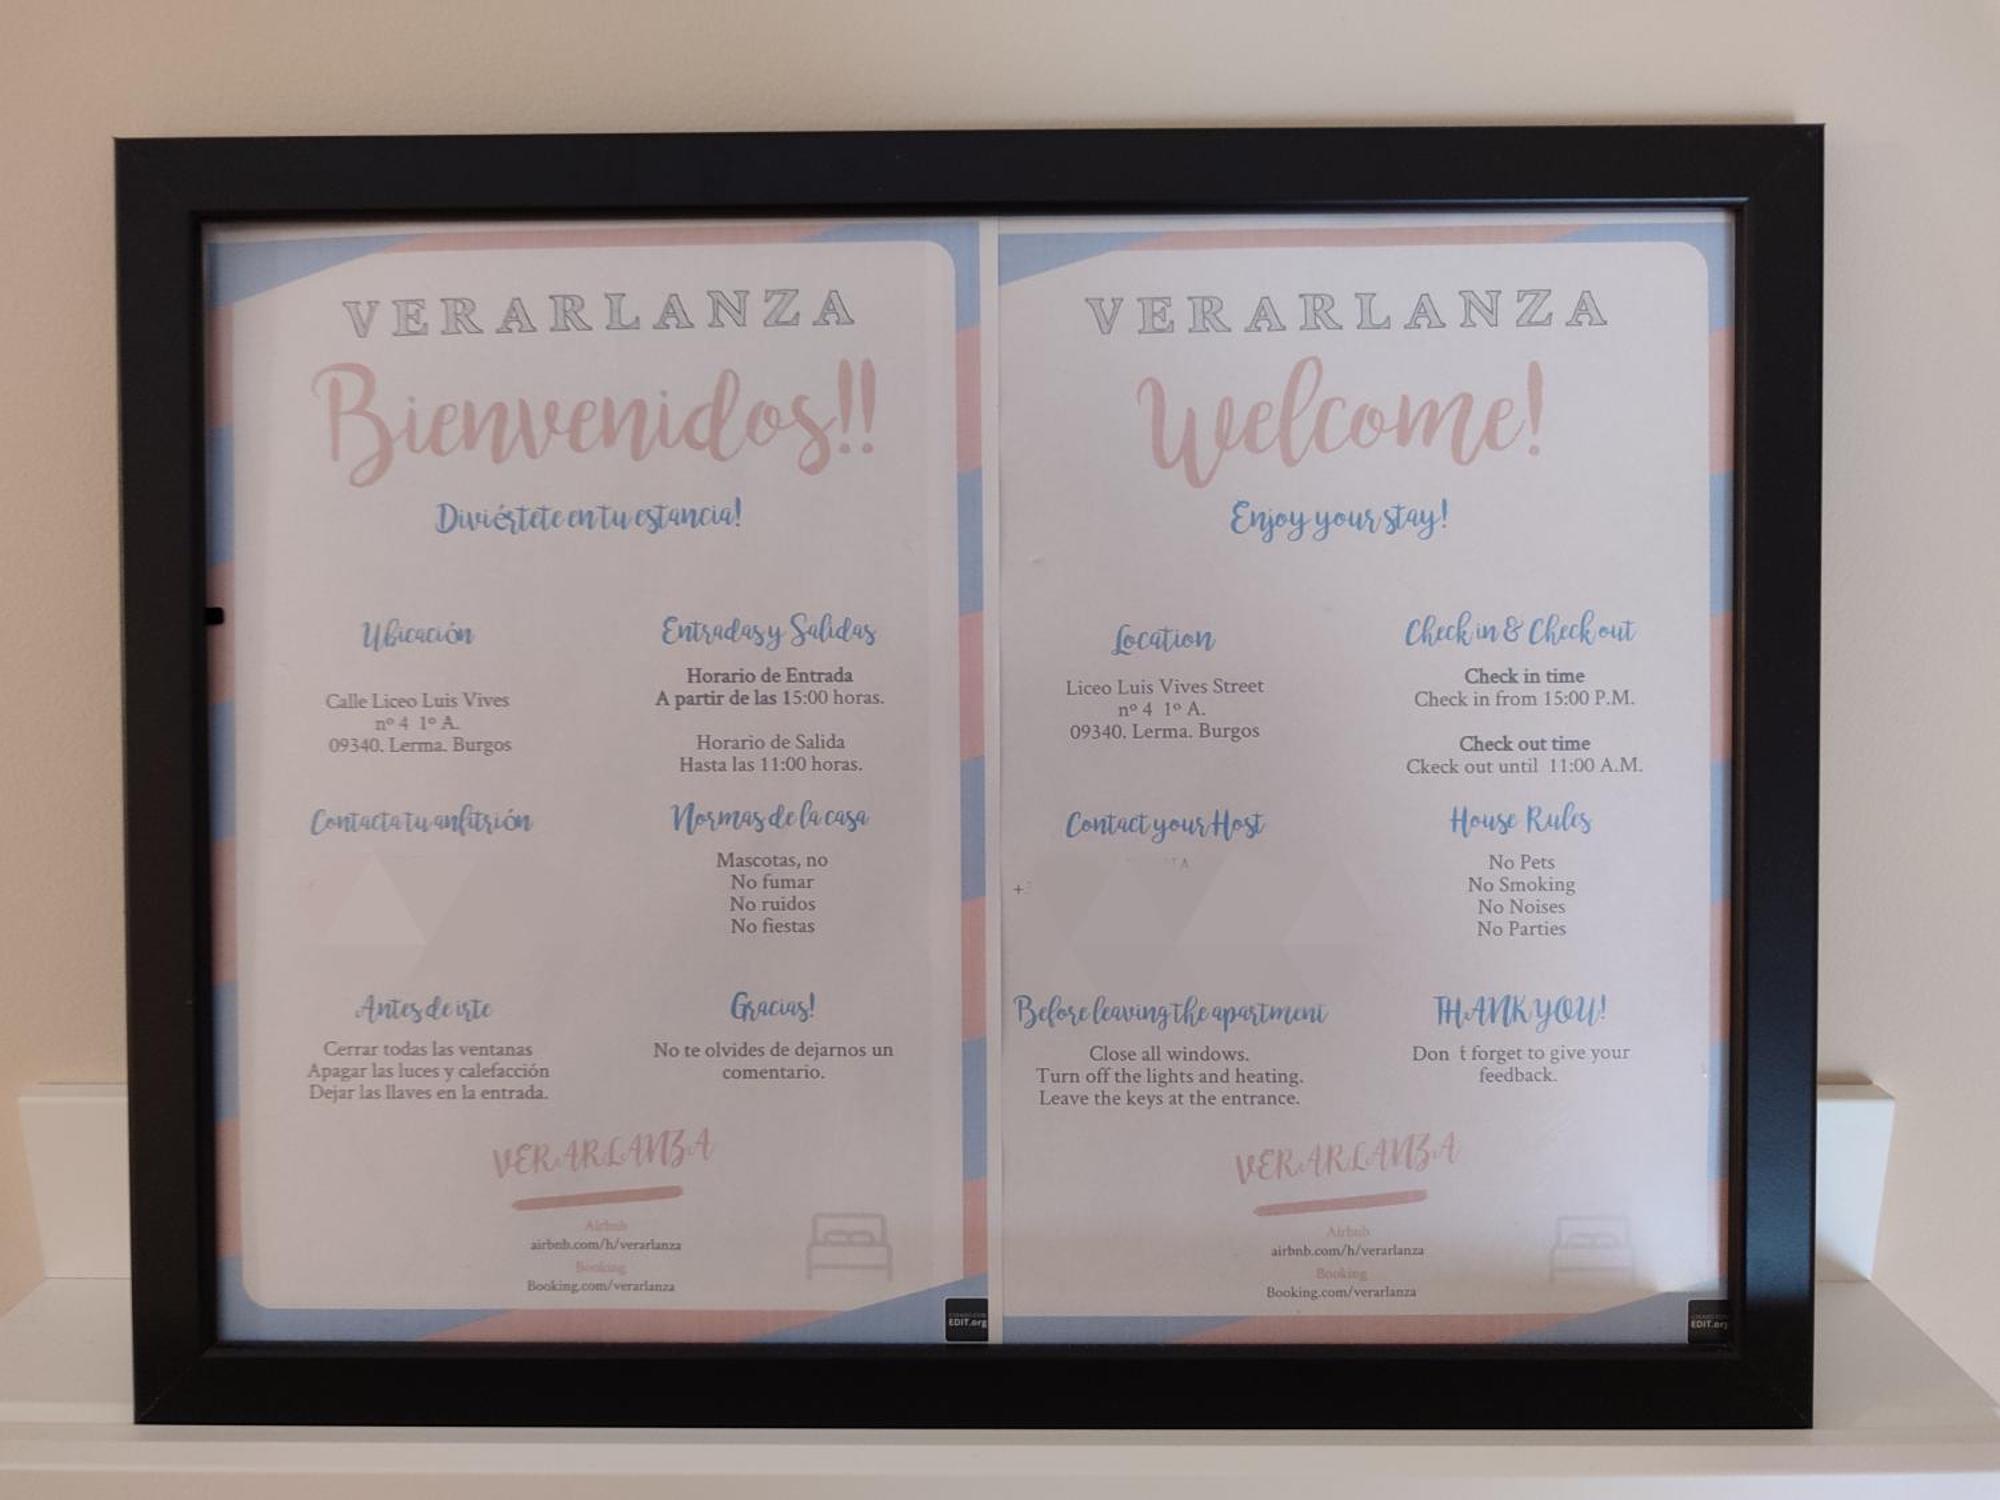 VERARLANZA
Bienvenidos!!
Diviértete en tu estancia!
Ubicación
Calle Liceo Luis Vives
nº 4 1º A.
09340. Lerma. Burgos
Entradas y Salidas
Horario de Entrada
A partir de las 15:00 horas.
Horario de Salida
Hasta las 11:00 horas.
Contacta tu anfitrión
Normas de la casa
Mascotas, no
No fumar
No ruidos
No fiestas
Antes de irte
Cerrar todas las ventanas
Apagar las luces y calefacción
Dejar las llaves en la entrada.
Gracias!
No te olvides de dejarnos un
comentario.
VERARLANZA
Airbnb
airbnb.com/h/verarlanza
Booking
Booking.com/verarlanza
EDIT.org
VERARLANZA
Welcome!
Enjoy your stay!
Location
Liceo Luis Vives Street
nº 4 1º A.
09340. Lerma. Burgos
Check in & Check out
Check in time
Check in from 15:00 P.M.
Check out time
Ckeck out until 11:00 A.M.
Contact your Host
House Rules
No Pets
No Smoking
No Noises
No Parties
Before leaving the apartment
Close all windows.
Turn off the lights and heating.
Leave the keys at the entrance.
THANK YOU!
Don t forget to give your
feedback.
VERARLANZA
Airbnb
airbnb.com/h/verarlanza
Booking
Booking.com/verarlanza
EDIT.org